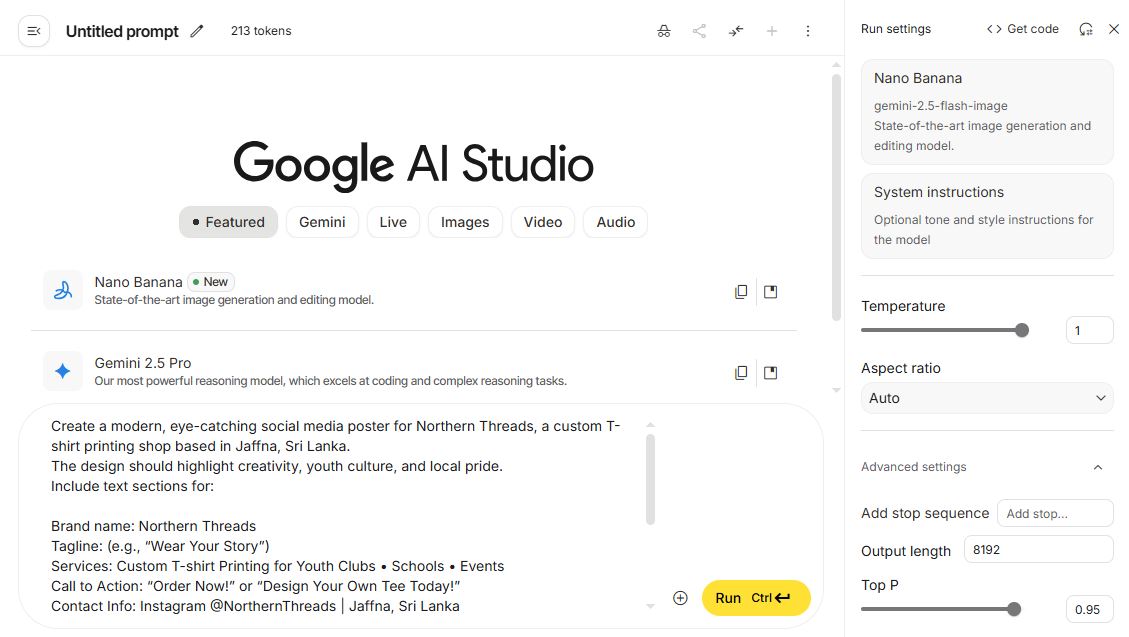 Untitled prompt
213 tokens
Google AI Studio
Featured
Gemini
Live
Images
Video
Audio
Nano Banana New
State-of-the-art image generation and editing model.
Gemini 2.5 Pro
Our most powerful reasoning model, which excels at coding and complex reasoning tasks.
Create a modern, eye-catching social media poster for Northern Threads, a custom T-
shirt printing shop based in Jaffna, Sri Lanka.
The design should highlight creativity, youth culture, and local pride.
Include text sections for:
Brand name: Northern Threads
Tagline: (e.g., “Wear Your Story”)
Services: Custom T-shirt Printing for Youth Clubs • Schools • Events
Call to Action: “Order Now!” or “Design Your Own Tee Today!”
Contact Info: Instagram @NorthernThreads | Jaffna, Sri Lanka
Run Ctrl
Run settings
<> Get code
Nano Banana
gemini-2.5-flash-image
State-of-the-art image generation and
editing model.
System instructions
Optional tone and style instructions for
the model
Temperature
1
Aspect ratio
Auto
Advanced settings
Add stop sequence
Add stop...
Output length
8192
Top P
0.95